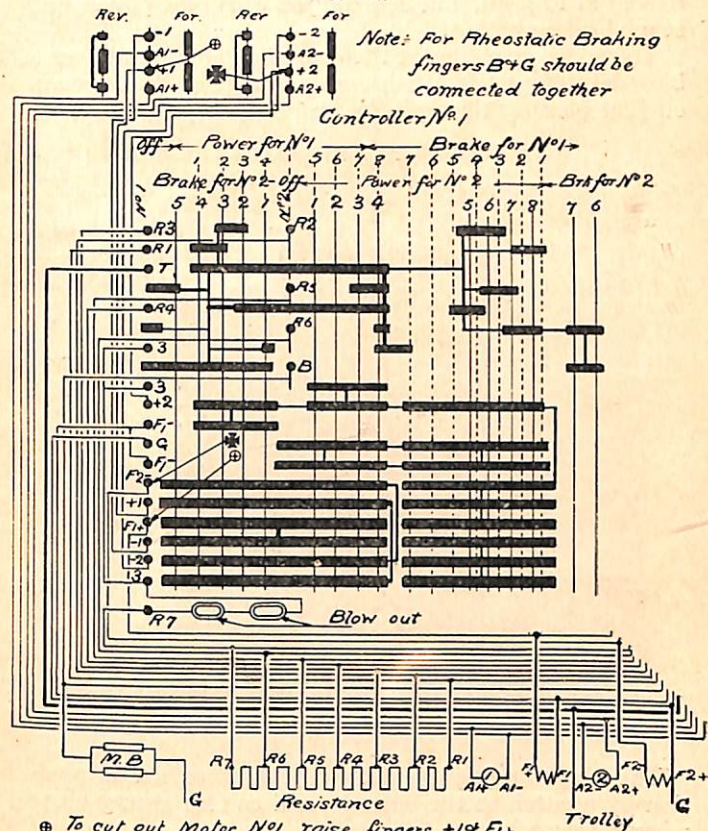 Rev. For. Rev For
-1 -2
A1- A2-
+1 +2
A1+ A2+
Note: For Rheostatic Braking
fingers B&G should be
connected together
Controller No. 1
Off Power for No1 Brake for No1
1 2 3 4 5 6 7 8 7 6 5 4 3 2 1
Brake for No2 - Off Power for No 2 Brk for No 2
No 1 5 4 3 2 1 No 2 1 2 3 4 5 6 7 8 7 6
R3 R2
R1
T
R5
R4
R6
3
B
3
+2
F1-
G
F1-
F2-
+1
F1+
-1
-2
3
R7 Blow out
M.B
G
R7 R6 R5 R4 R3 R2 R1
Resistance
A1+ A1-
F+ F1
A2- 2 A2+
F2- F2+
Trolley
G
⊕ To cut out Motor No1 raise fingers +1 & F1+